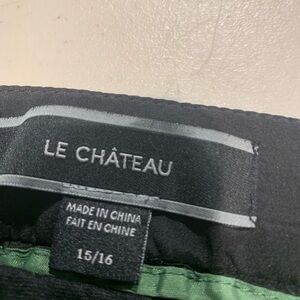 LE CHÂTEAU
MADE IN CHINA
FAIT EN CHINE
15/16